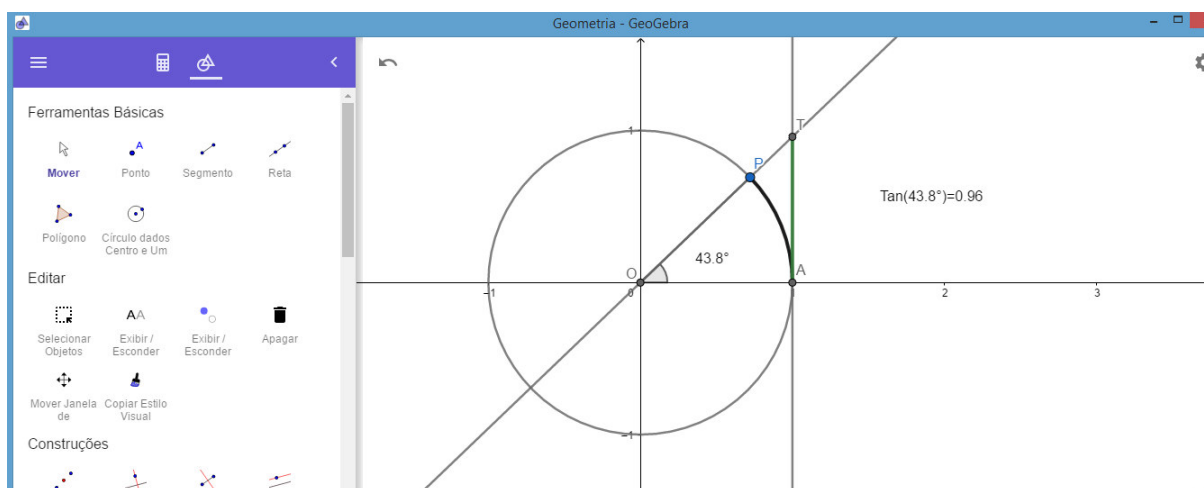 Geometria - GeoGebra
Ferramentas Básicas
A
Mover
Ponto
Segmento
Reta
Polígono
Círculo dados
Centro e Um
Editar
AA
Selecionar
Objetos
Exibir /
Esconder
Exibir /
Esconder
Apagar
Mover Janela
de
Copiar Estilo
Visual
Construções
1
T
P
Tan(43.8°)=0.96
43.8°
O
A
-1
0
1
2
3
-1